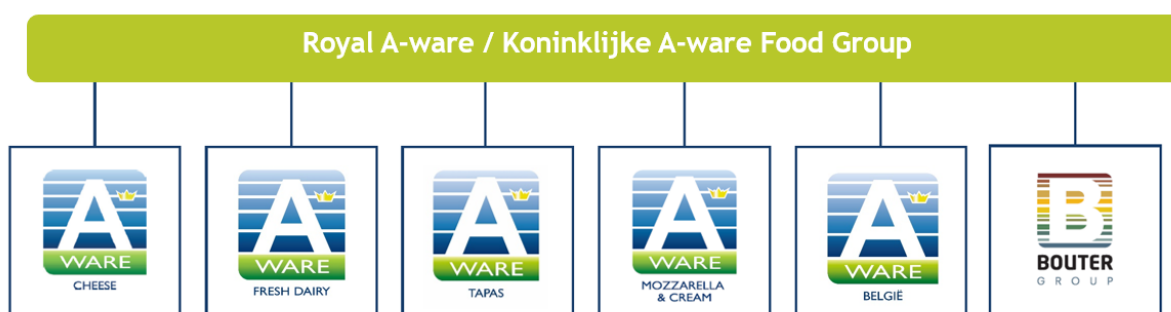 Royal A-ware / Koninklijke A-ware Food Group
A
WARE
CHEESE
A
WARE
FRESH DAIRY
A
WARE
TAPAS
A
WARE
MOZZARELLA
& CREAM
A
WARE
BELGIË
B
BOUTER
GROUP